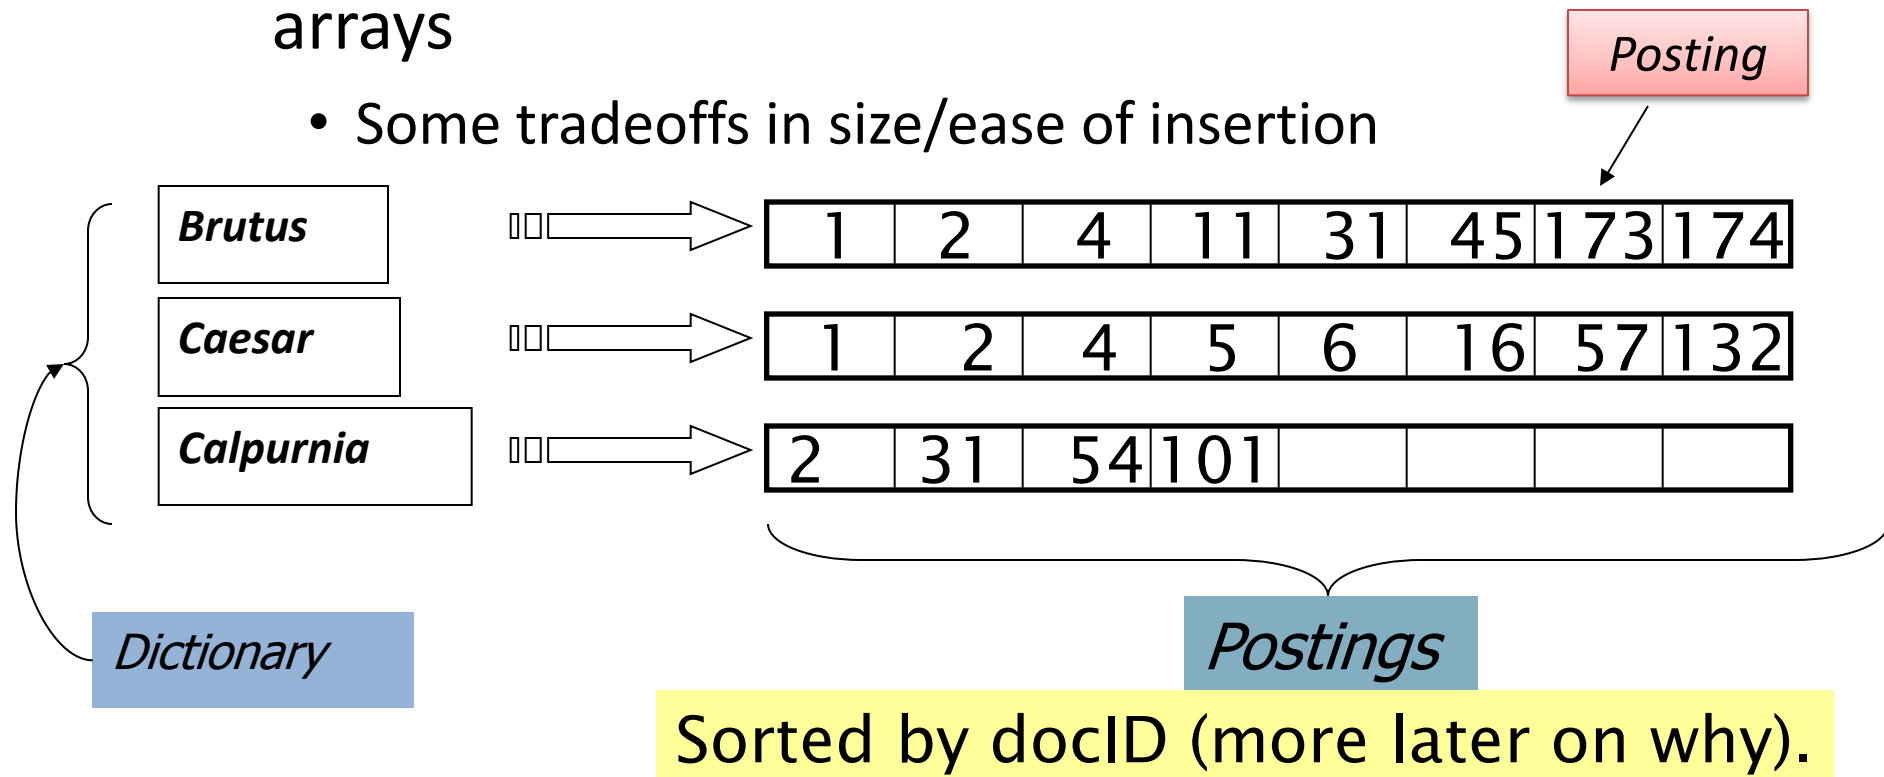 arrays
Posting
• Some tradeoffs in size/ease of insertion
Brutus 1 2 4 11 31 45 173 174
Caesar 1 2 4 5 6 16 57 132
Calpurnia 2 31 54 101
Dictionary
Postings
Sorted by docID (more later on why).